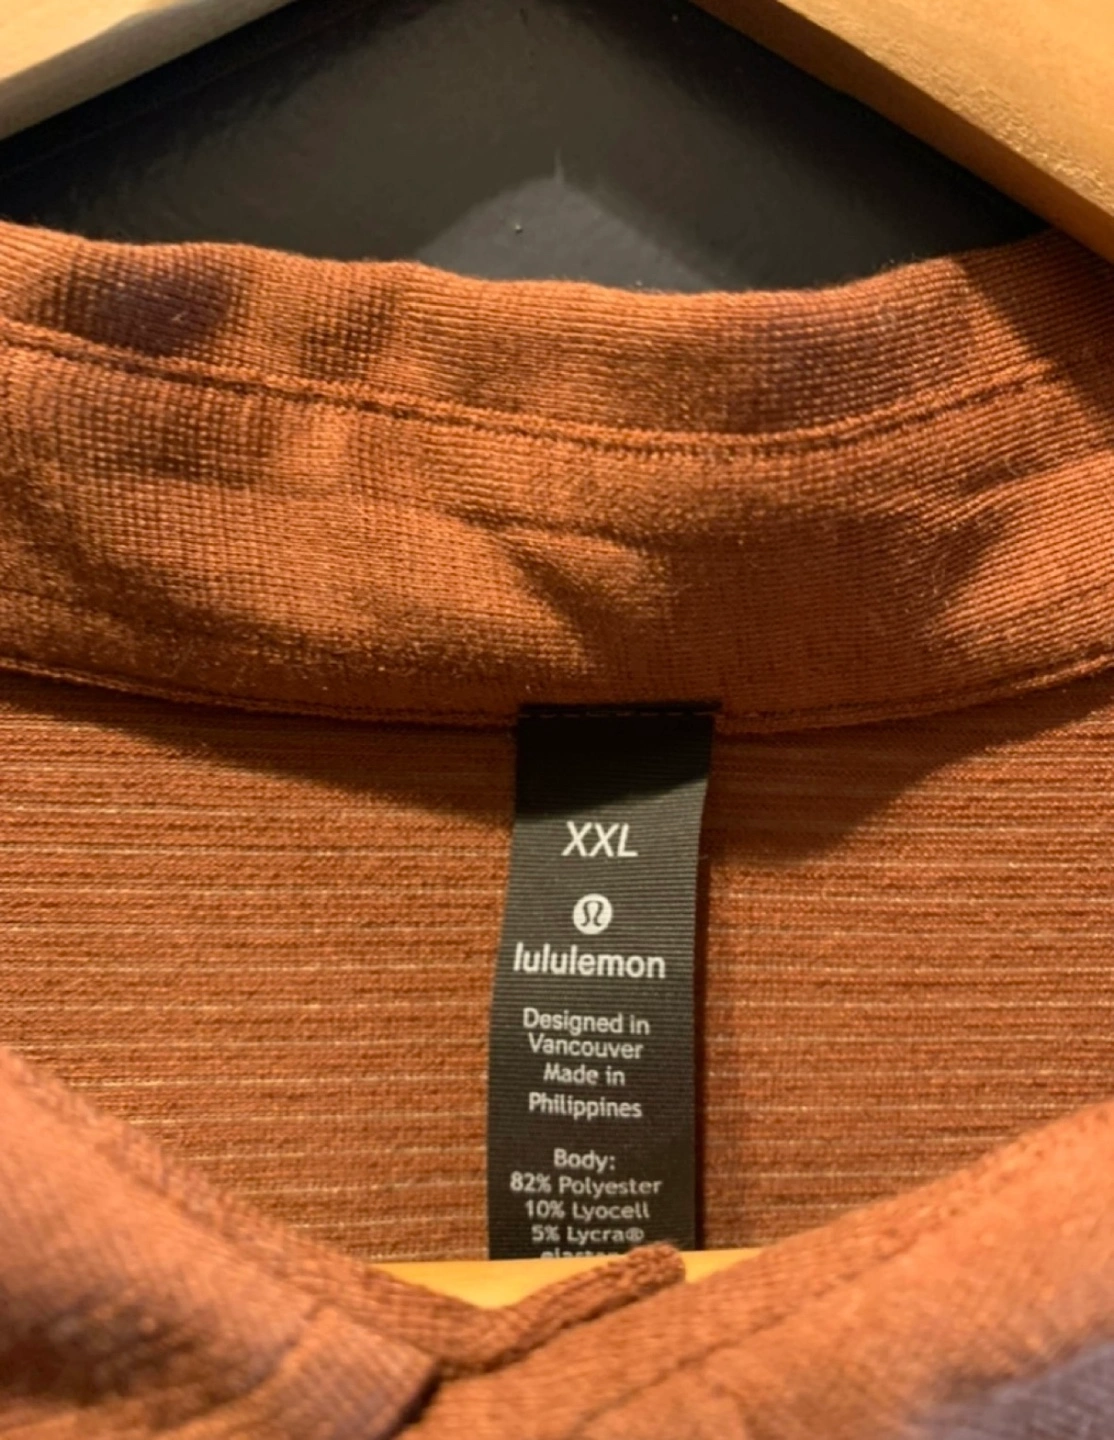 XXL
lululemon
Designed in
Vancouver
Made in
Philippines
Body:
82% Polyester
10% Lyocell
5% Lycra®